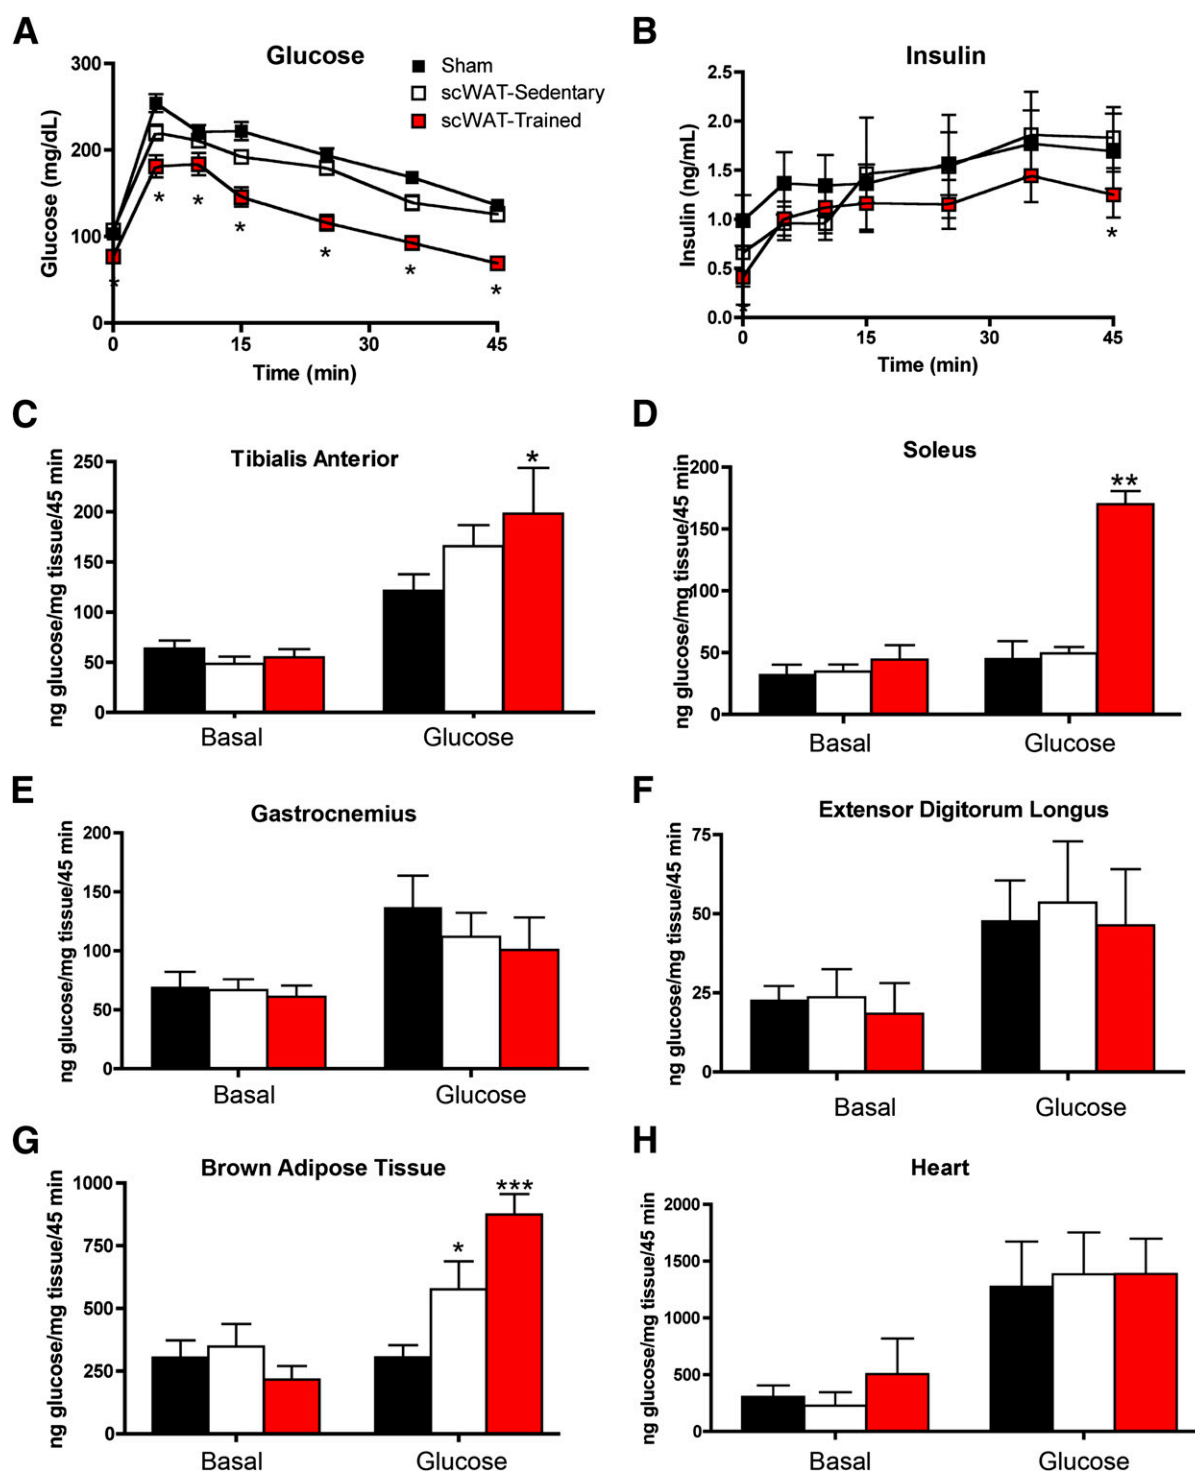 A
Glucose
Sham
scWAT-Sedentary
scWAT-Trained
Glucose (mg/dL)
300
200
100
0
* * * * * * *
0 15 30 45
Time (min)
B
Insulin
Insulin (ng/mL)
2.5
2.0
1.5
1.0
0.5
0.0
* *
0 15 30 45
Time (min)
C
Tibialis Anterior
ng glucose/mg tissue/45 min
250
200
150
100
50
0
*
Basal Glucose
D
Soleus
ng glucose/mg tissue/45 min
200
150
100
50
0
**
Basal Glucose
E
Gastrocnemius
ng glucose/mg tissue/45 min
200
150
100
50
0
Basal Glucose
F
Extensor Digitorum Longus
ng glucose/mg tissue/45 min
75
50
25
0
Basal Glucose
G
Brown Adipose Tissue
ng glucose/mg tissue/45 min
1000
750
500
250
0
* ***
Basal Glucose
H
Heart
ng glucose/mg tissue/45 min
2000
1500
1000
500
0
Basal Glucose